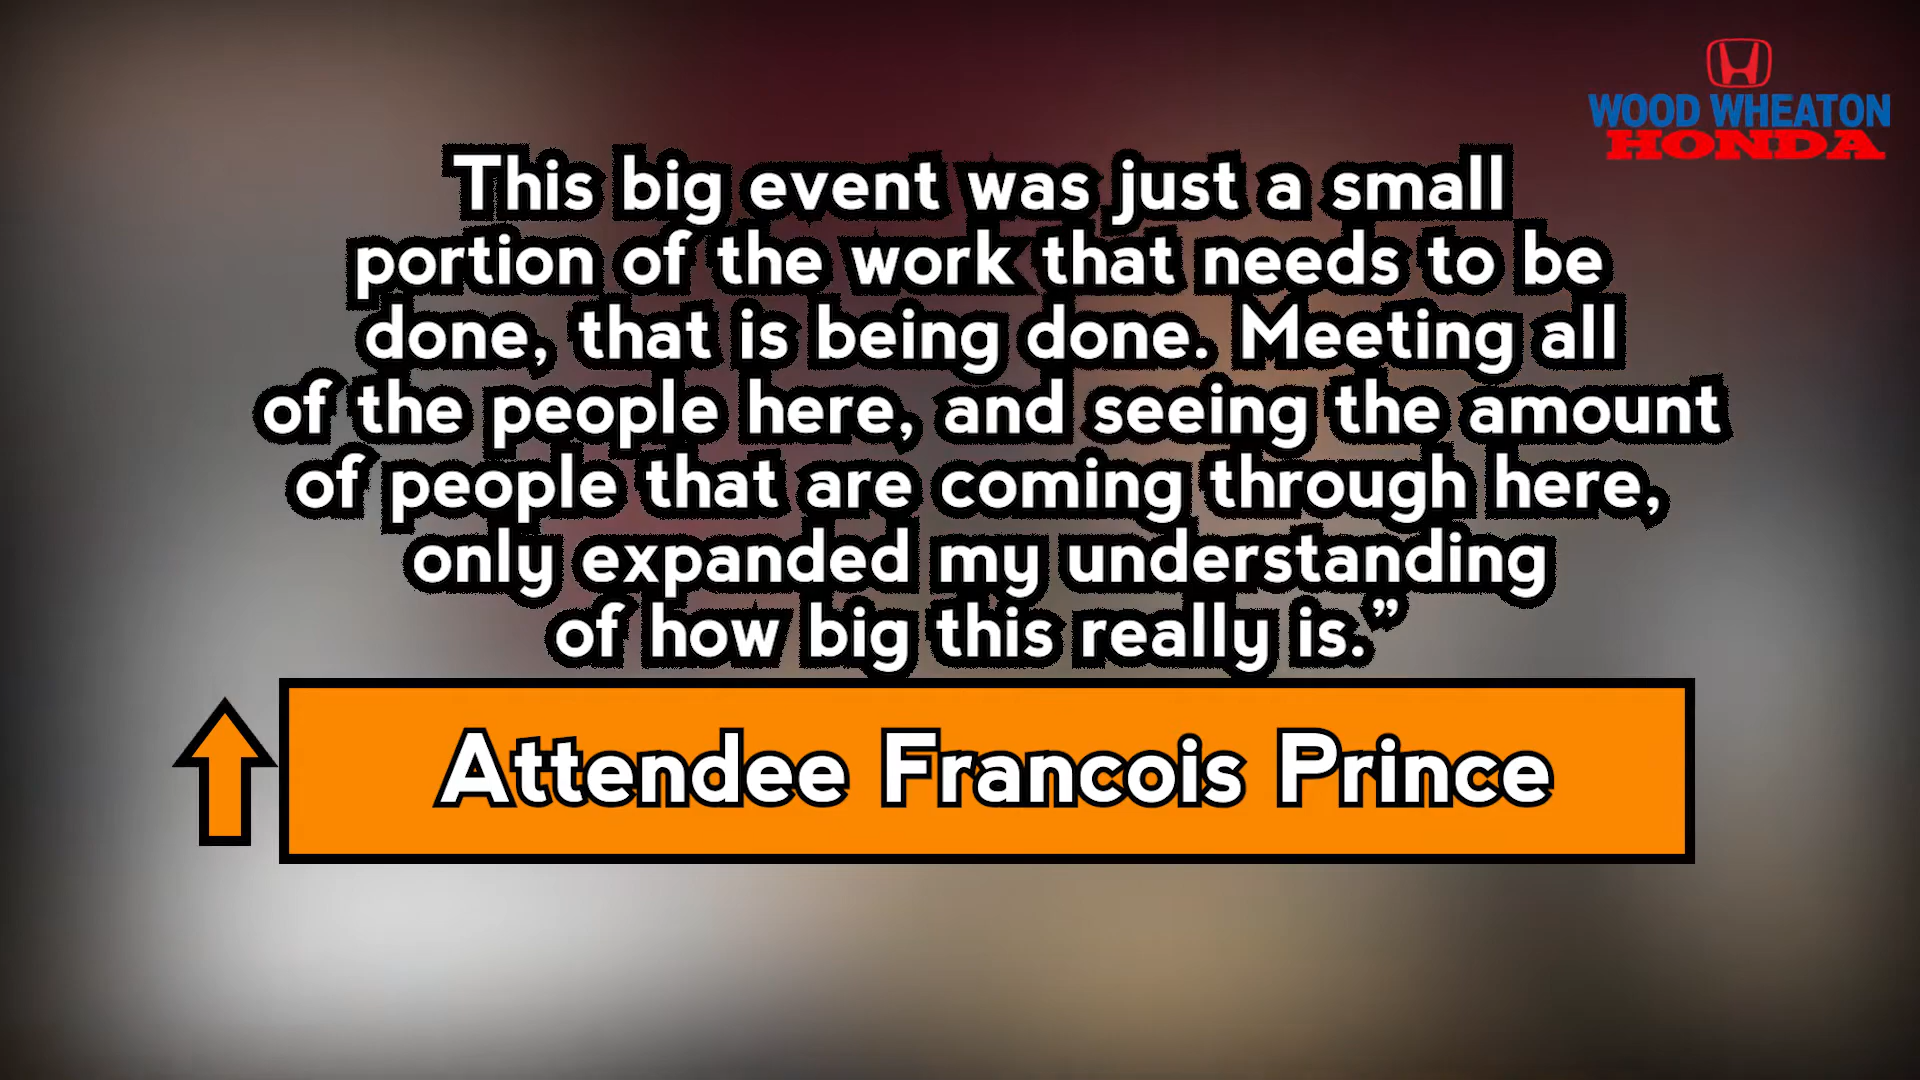 WOOD WHEATON
HONDA
This big event was just a small
portion of the work that needs to be
done, that is being done. Meeting all
of the people here, and seeing the amount
of people that are coming through here,
only expanded my understanding
of how big this really is.”
Attendee Francois Prince